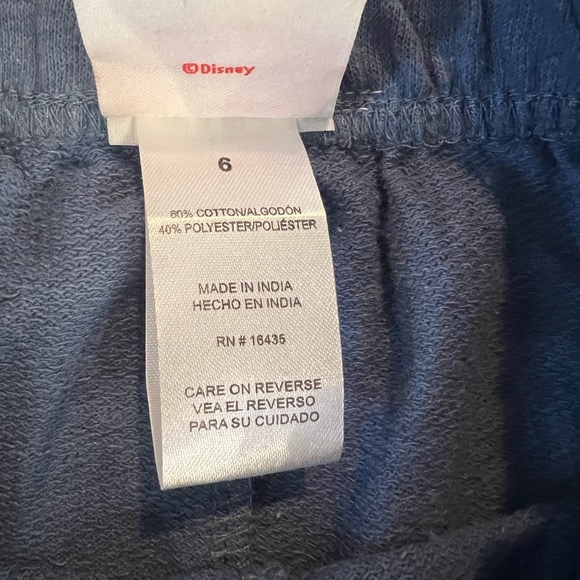 ©Disney
6
60% COTTON/ALGODÓN
40% POLYESTER/POLIÉSTER
MADE IN INDIA
HECHO EN INDIA
RN # 16435
CARE ON REVERSE
VEA EL REVERSO
PARA SU CUIDADO